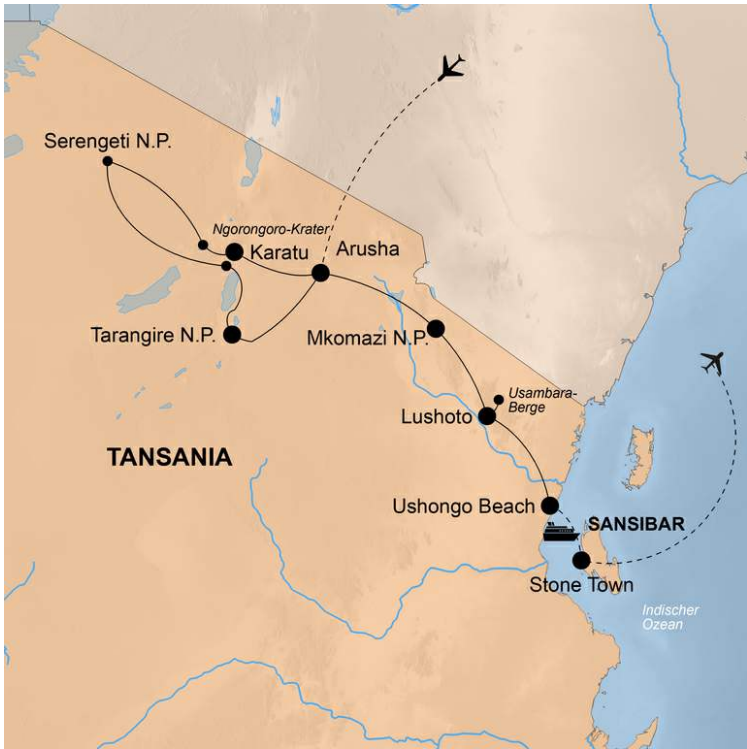 Serengeti N.P.
Ngorongoro-Krater
Karatu
Arusha
Tarangire N.P.
Mkomazi N.P.
Usambara-
Berge
Lushoto
TANSANIA
Ushongo Beach
SANSIBAR
Stone Town
Indischer
Ozean